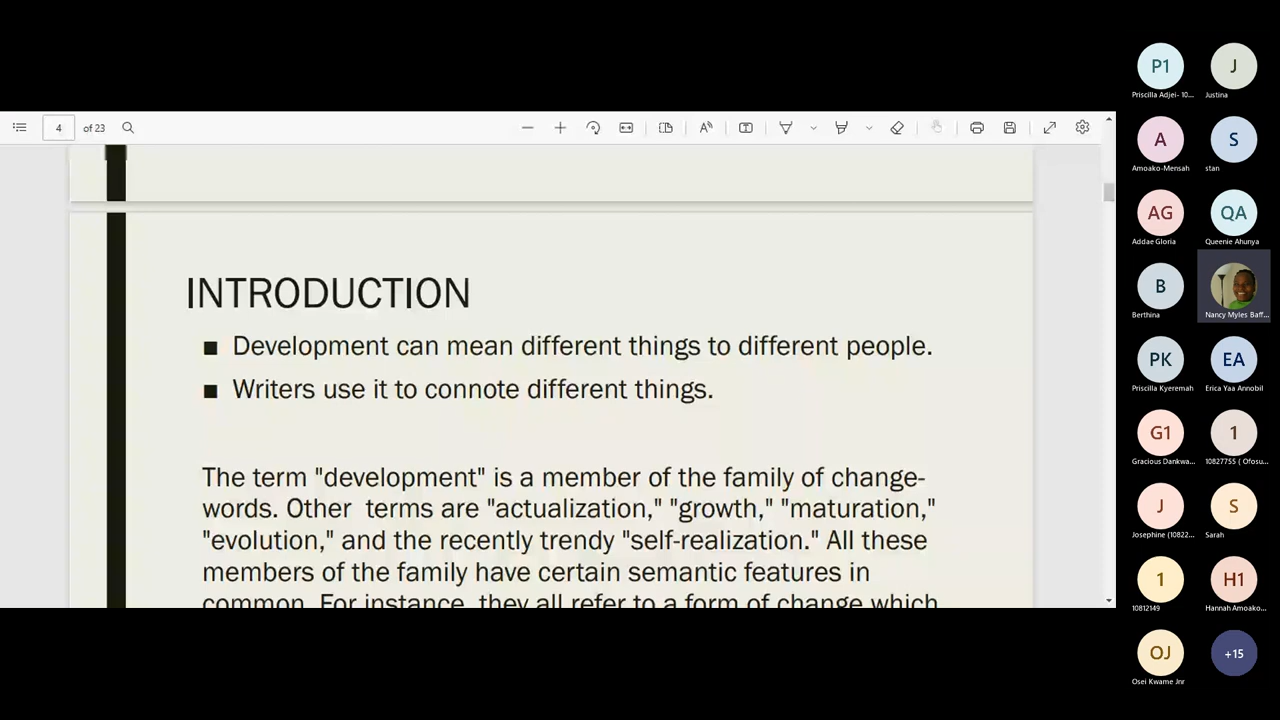 4 of 23
INTRODUCTION
■ Development can mean different things to different people.
■ Writers use it to connote different things.
The term "development" is a member of the family of change-
words. Other  terms are "actualization," "growth," "maturation,"
"evolution," and the recently trendy "self-realization." All these
members of the family have certain semantic features in
common. For instance, they all refer to a form of change which
P1 J
Priscilla Adjei- 10... Justina
A S
Amoako-Mensah stan
AG QA
Addae Gloria Queenie Ahunya
B
Berthina Nancy Myles Baff...
PK EA
Priscilla Kyeremah Erica Yaa Annobil
G1 1
Gracious Dankwa... 10827755 ( Ofosu...
J S
Josephine (10822... Sarah
1 H1
10812149 Hannah Amoako...
OJ +15
Osei Kwame Jnr